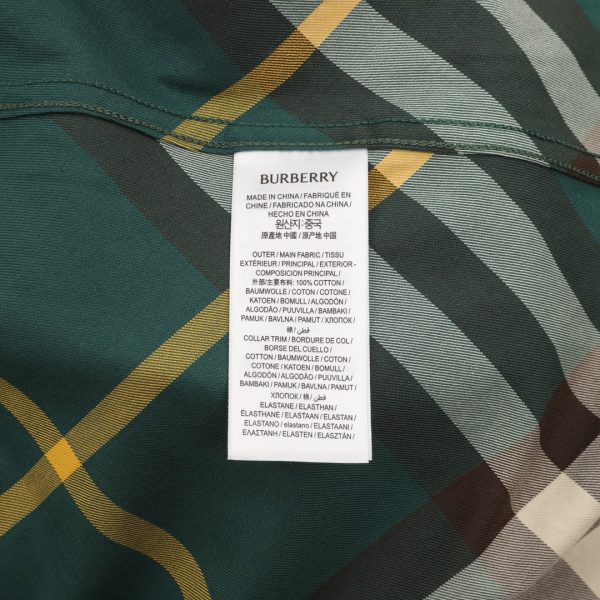 BURBERRY
MADE IN CHINA / FABRIQUÉ EN
CHINE / FABRICADO NA CHINA /
HECHO EN CHINA
원산지: 중국
原產地 中國 / 原产地 中国
OUTER / MAIN FABRIC / TISSU
EXTÉRIEUR / PRINCIPAL / EXTERIOR -
COMPOSICION PRINCIPAL /
外部/主要布料: 100% COTTON /
BAUMWOLLE / COTON / COTONE /
KATOEN / BOMULL / ALGODÓN /
ALGODÃO / PUUVILLA / BAMBAKI /
PAMUK / BAVLNA / PAMUT / ХЛОПОК /
棉 / قطن /
COLLAR TRIM / BORDURE DE COL /
BORSE DEL CUELLO /
COTTON / BAUMWOLLE / COTON /
COTONE / KATOEN / BOMULL /
ALGODÓN / ALGODÃO / PUUVILLA /
BAMBAKI / PAMUK / BAVLNA / PAMUT /
ХЛОПОК / 棉 / قطن /
ELASTANE / ELASTHAN /
ÉLASTHANE / ELASTAAN / ELASTAN /
ELASTANO / elastano / ELASTAANI /
ΕΛΑΣΤΑΝΗ / ELASTEN / ELASZTÁN /